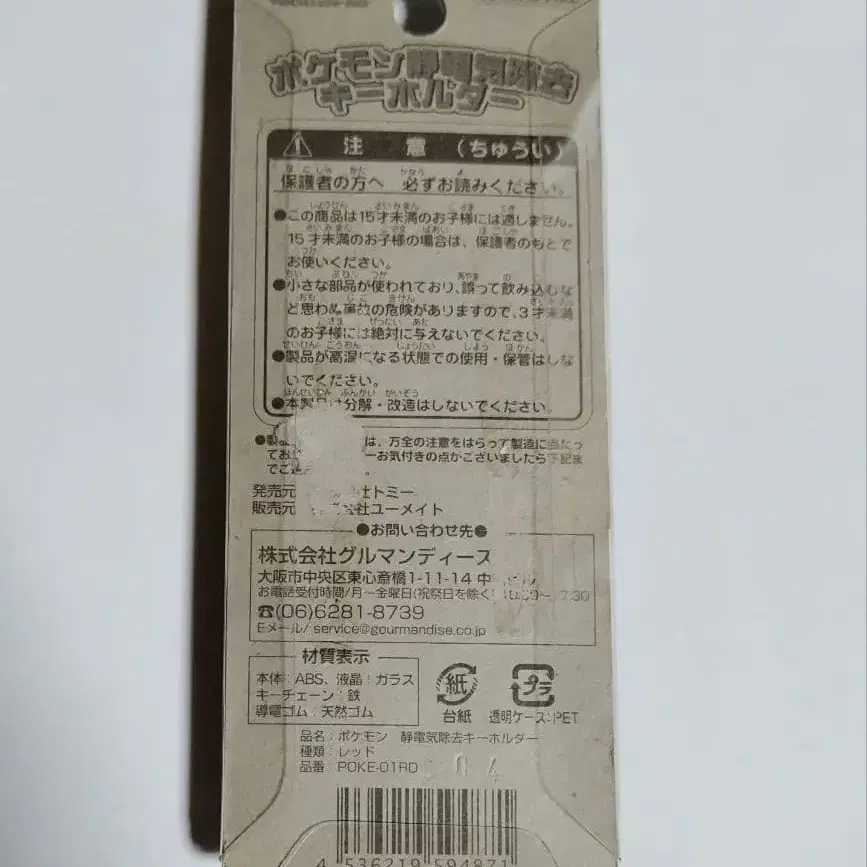 ポケモン静電気除去
キーホルダー
注 意 (ちゅうい)
保護者の方へ 必ずお読みください。
●この商品は15才未満のお子様には適しません。
15才未満のお子様の場合は、保護者のもとで
お使いください。
●小さな部品が使われており、誤って飲み込むな
ど思わぬ事故の危険がありますので、3才未満
のお子様には絶対に与えないでください。
●製品が高温になる状態での使用・保管はしな
いでください。
●本製品は分解・改造はしないでください。
は、万全の注意をはらって製造に当たっ
お気付きの点がございましたら下記ま
発売元 トミー
販売元 ユーメイト
●お問い合わせ先●
株式会社グルマンディーズ
大阪市中央区東心斎橋1-11-14
お電話受付時間/月〜金曜日(祝祭日を除く)
☎(06)6281-8739
Eメール/ service@gourmandise.co.jp
材質表示
本体：ABS、液晶：ガラス
キーチェーン：鉄
導電ゴム：天然ゴム
紙
台紙
プラ
透明ケース:PET
品名：ポケモン 静電気除去キーホルダー
種類：レッド
品番：POKE-01RD
4 536219 594871